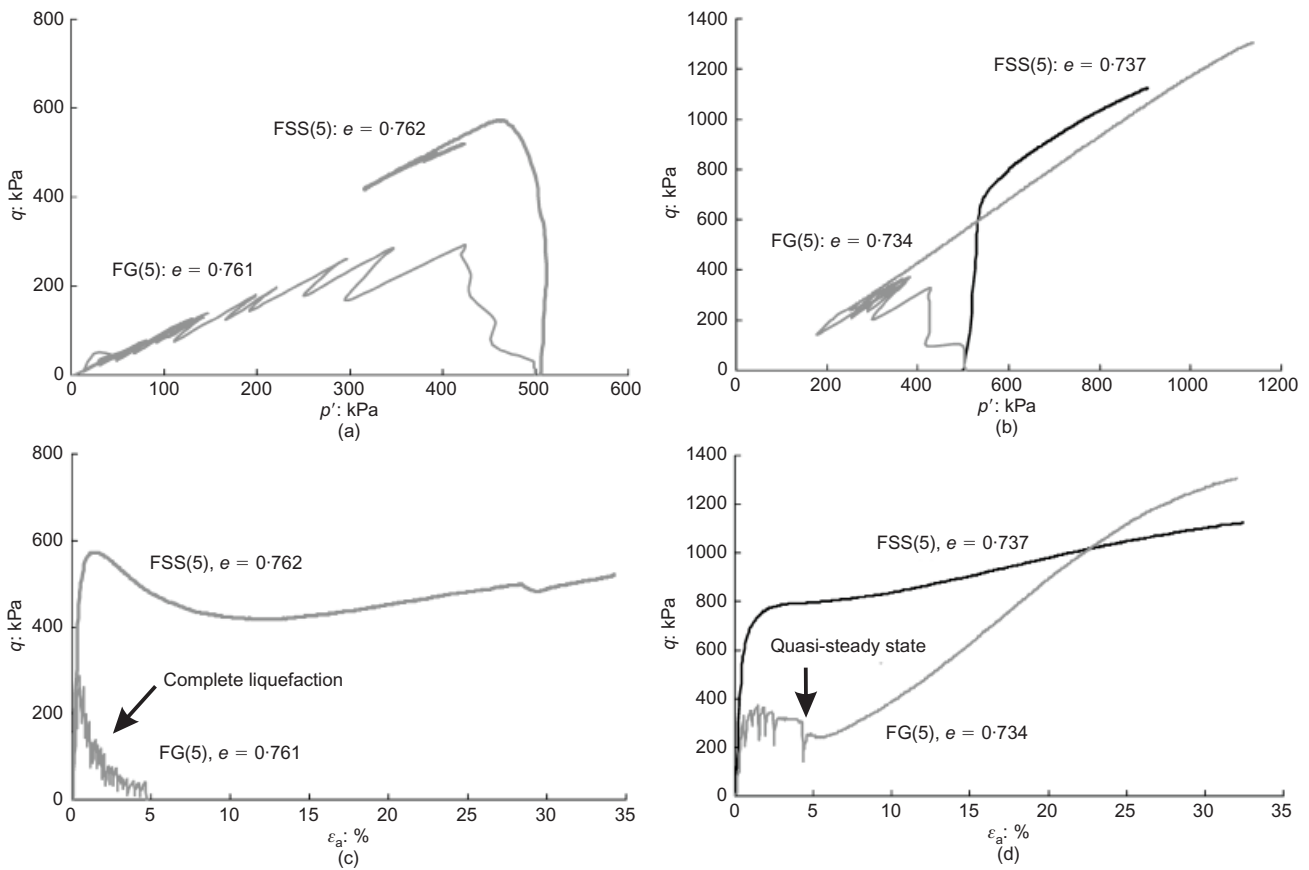 800
600
400
200
0
q: kPa
FSS(5): e = 0·762
FG(5): e = 0·761
0 100 200 300 400 500 600
p′: kPa
(a)
1400
1200
1000
800
600
400
200
0
q: kPa
FSS(5): e = 0·737
FG(5): e = 0·734
0 200 400 600 800 1000 1200
p′: kPa
(b)
800
600
400
200
0
q: kPa
FSS(5), e = 0·762
Complete liquefaction
FG(5), e = 0·761
0 5 10 15 20 25 30 35
εa: %
(c)
1400
1200
1000
800
600
400
200
0
q: kPa
FSS(5), e = 0·737
Quasi-steady state
FG(5), e = 0·734
0 5 10 15 20 25 30 35
εa: %
(d)